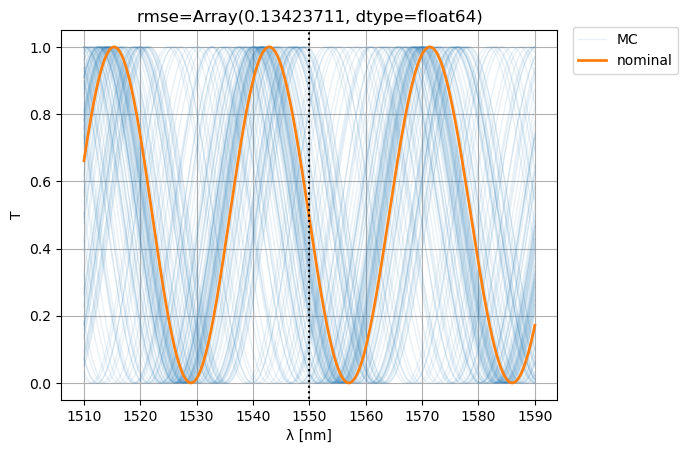 rmse=Array(0.13423711, dtype=float64)
MC
nominal
1.0
0.8
0.6
0.4
0.2
0.0
T
1510 1520 1530 1540 1550 1560 1570 1580 1590
λ [nm]